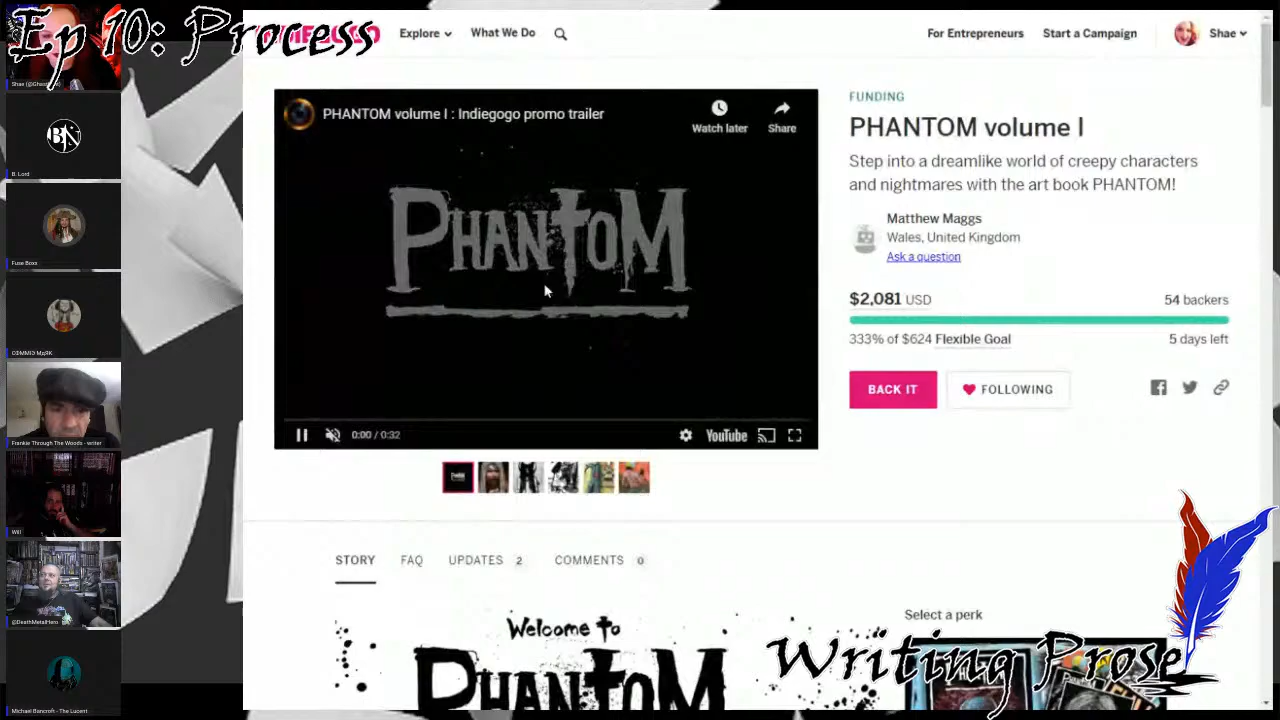 Ep 10: Process
Explore
What We Do
For Entrepreneurs
Start a Campaign
Shae
B. Lord
Fuse Boxx
Frankie Through The Woods - writer
Will
@DeathMetalHero
Michael Bancroft - The Lucent
PHANTOM volume I : Indiegogo promo trailer
Watch later
Share
PHANTOM
0:00 / 0:32
YouTube
FUNDING
PHANTOM volume I
Step into a dreamlike world of creepy characters
and nightmares with the art book PHANTOM!
Matthew Maggs
Wales, United Kingdom
Ask a question
$2,081 USD
54 backers
333% of $624 Flexible Goal
5 days left
BACK IT
FOLLOWING
STORY
FAQ
UPDATES 2
COMMENTS 0
Welcome to
PHANTOM
Select a perk
Writing Prose